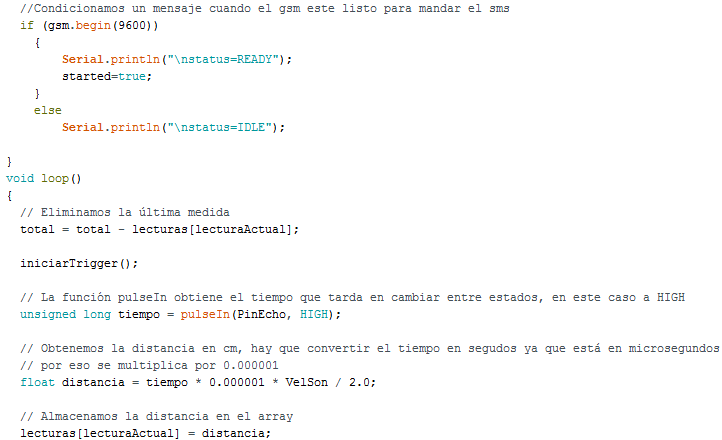 //Condicionamos un mensaje cuando el gsm este listo para mandar el sms
if (gsm.begin(9600))
{
Serial.println("\nstatus=READY");
started=true;
}
else
Serial.println("\nstatus=IDLE");
}
void loop()
{
// Eliminamos la última medida
total = total - lecturas[lecturaActual];
iniciarTrigger();
// La función pulseIn obtiene el tiempo que tarda en cambiar entre estados, en este caso a HIGH
unsigned long tiempo = pulseIn(PinEcho, HIGH);
// Obtenemos la distancia en cm, hay que convertir el tiempo en segudos ya que está en microsegundos
// por eso se multiplica por 0.000001
float distancia = tiempo * 0.000001 * VelSon / 2.0;
// Almacenamos la distancia en el array
lecturas[lecturaActual] = distancia;